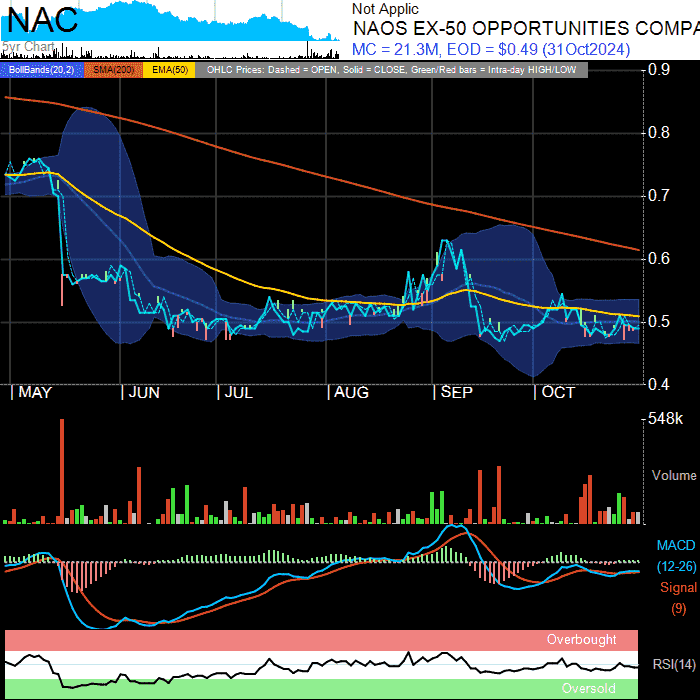 NAC
5yr Chart
Not Applic
NAOS EX-50 OPPORTUNITIES COMPA
MC = 21.3M, EOD = $0.49 (31Oct2024)
BollBands(20,2) SMA(200) EMA(50) OHLC Prices: Dashed = OPEN, Solid = CLOSE, Green/Red bars = Intra-day HIGH/LOW
0.9
0.8
0.7
0.6
0.5
0.4
MAY JUN JUL AUG SEP OCT
548k
Volume
MACD
(12-26)
Signal
(9)
Overbought
RSI(14)
Oversold